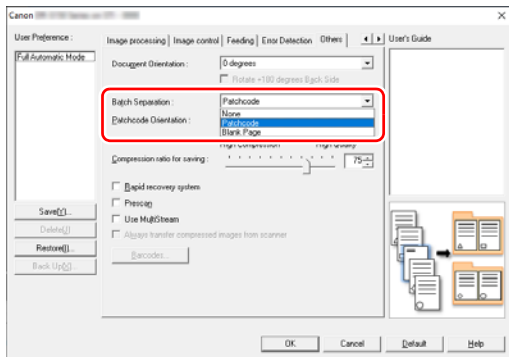 Canon
User Preference :
Full Automatic Mode
Save(Y)...
Delete(J)
Restore(I)...
Back Up(X)...
Image processing Image control Feeding Error Detection Others
Document Orientation :
0 degrees
Rotate +180 degrees Back Side
Batch Separation :
Patchcode
None
Patchcode
Blank Page
Patchcode Orientation :
High Compression High Quality
Compression ratio for saving :
75
Rapid recovery system
Prescan
Use MultiStream
Always transfer compressed images from scanner
Barcodes...
User's Guide
OK Cancel Default Help